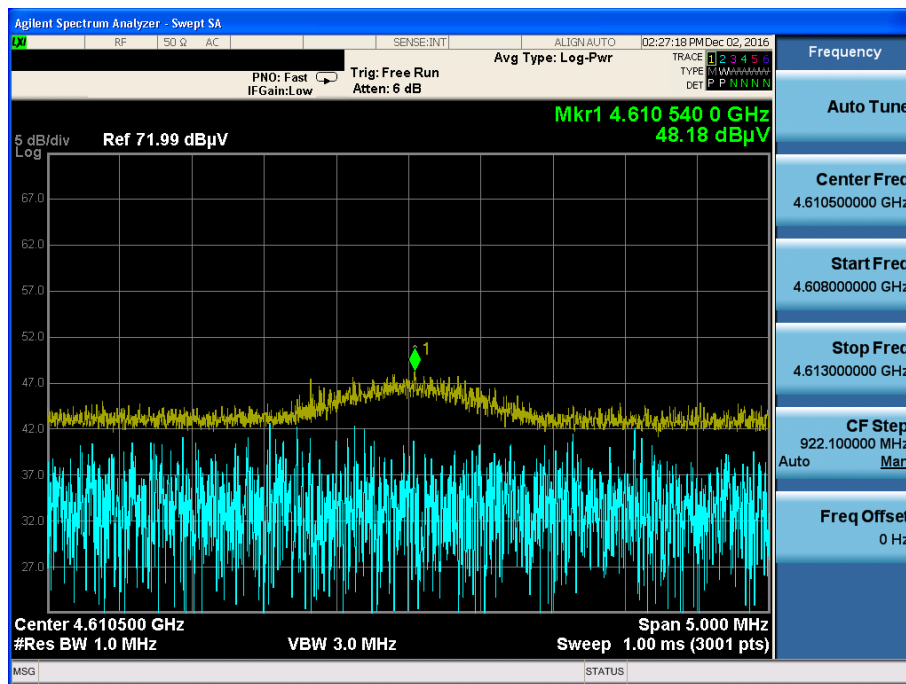 Agilent Spectrum Analyzer - Swept SA
LXI RF 50 Ω AC SENSE:INT ALIGN AUTO 02:27:18 PM Dec 02, 2016
Avg Type: Log-Pwr TRACE 1 2 3 4 5 6
PNO: Fast Trig: Free Run TYPE M WWWWW
IFGain:Low Atten: 6 dB DET P P N N N N
Mkr1 4.610 540 0 GHz
48.18 dBµV
5 dB/div Ref 71.99 dBµV
Log
67.0
62.0
57.0
52.0
1
47.0
42.0
37.0
32.0
27.0
Center 4.610500 GHz Span 5.000 MHz
#Res BW 1.0 MHz VBW 3.0 MHz Sweep 1.00 ms (3001 pts)
MSG STATUS
Frequency
Auto Tune
Center Freq
4.610500000 GHz
Start Freq
4.608000000 GHz
Stop Freq
4.613000000 GHz
CF Step
922.100000 MHz
Auto Man
Freq Offset
0 Hz